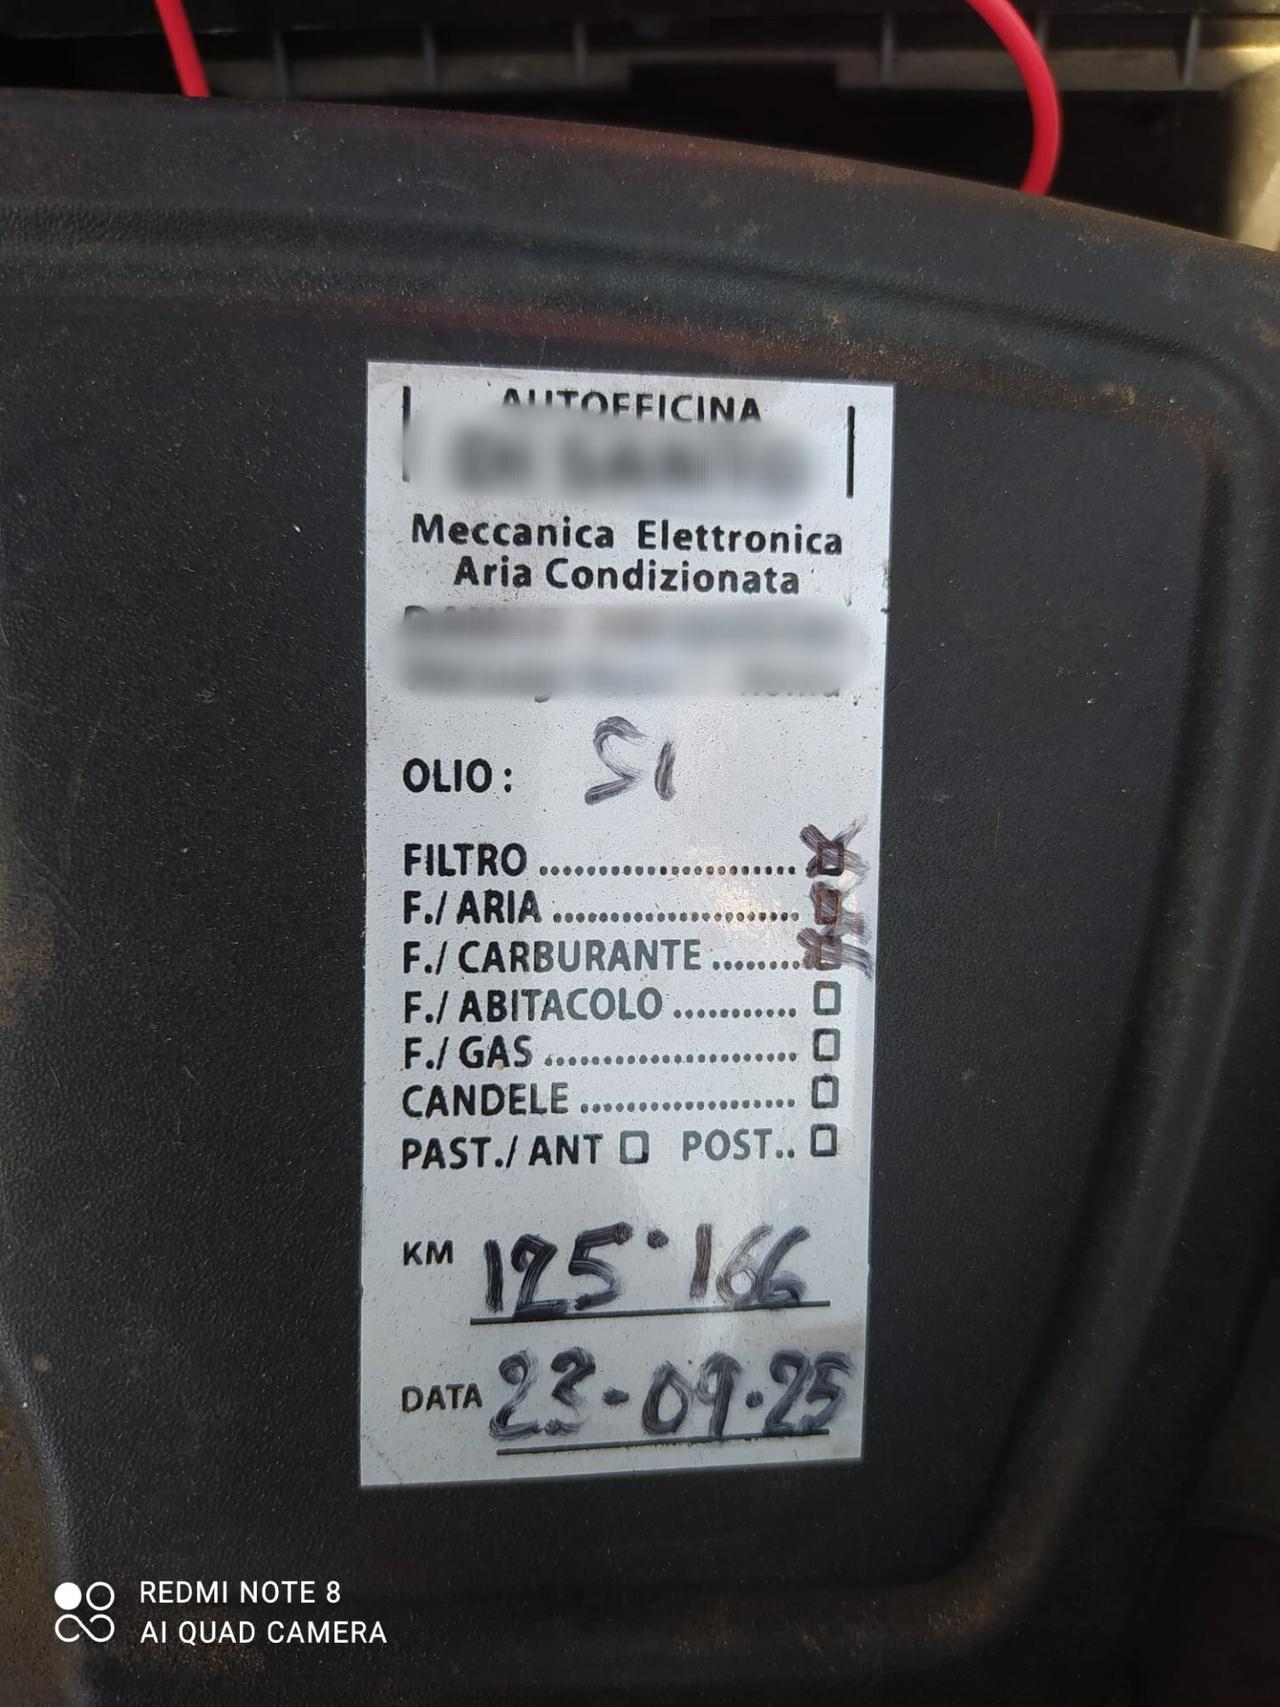 AUTOFFICINA
Meccanica Elettronica
Aria Condizionata
OLIO: SI
FILTRO ........................
F./ ARIA ........................
F./ CARBURANTE ........
F./ ABITACOLO ...........
F./ GAS ........................
CANDELE ...................
PAST./ ANT POST..
KM 125·166
DATA 23-09·25
REDMI NOTE 8
AI QUAD CAMERA